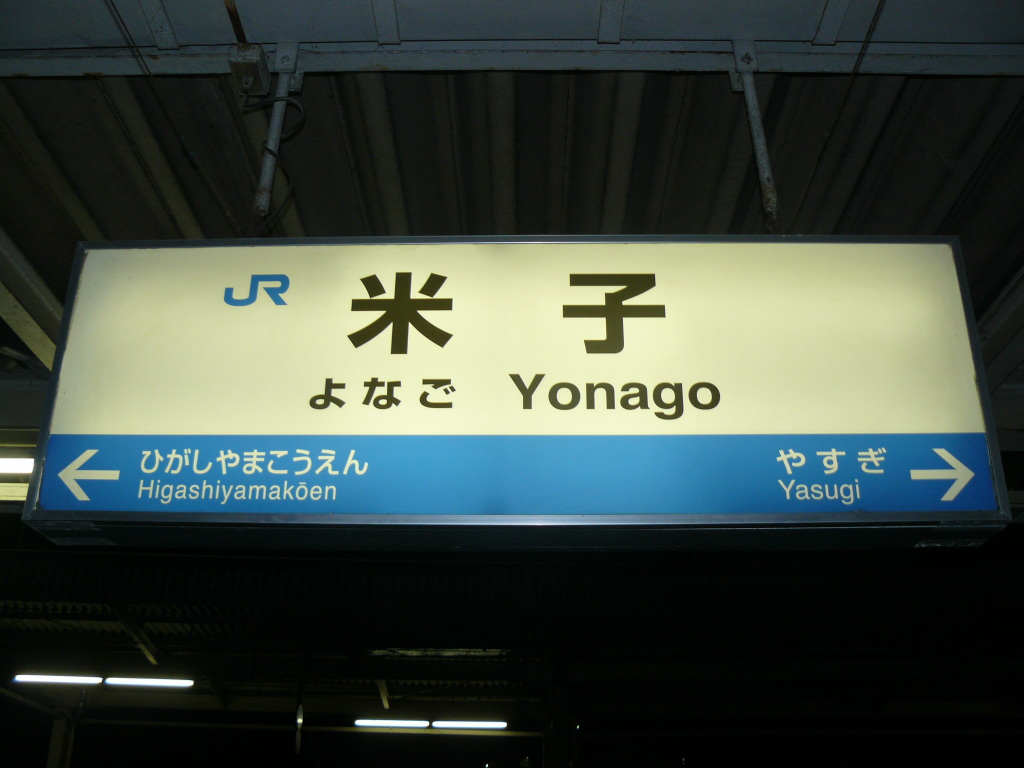 JR 米子
よなご Yonago
← ひがしやまこうえん やすぎ →
Higashiyamakōen Yasugi